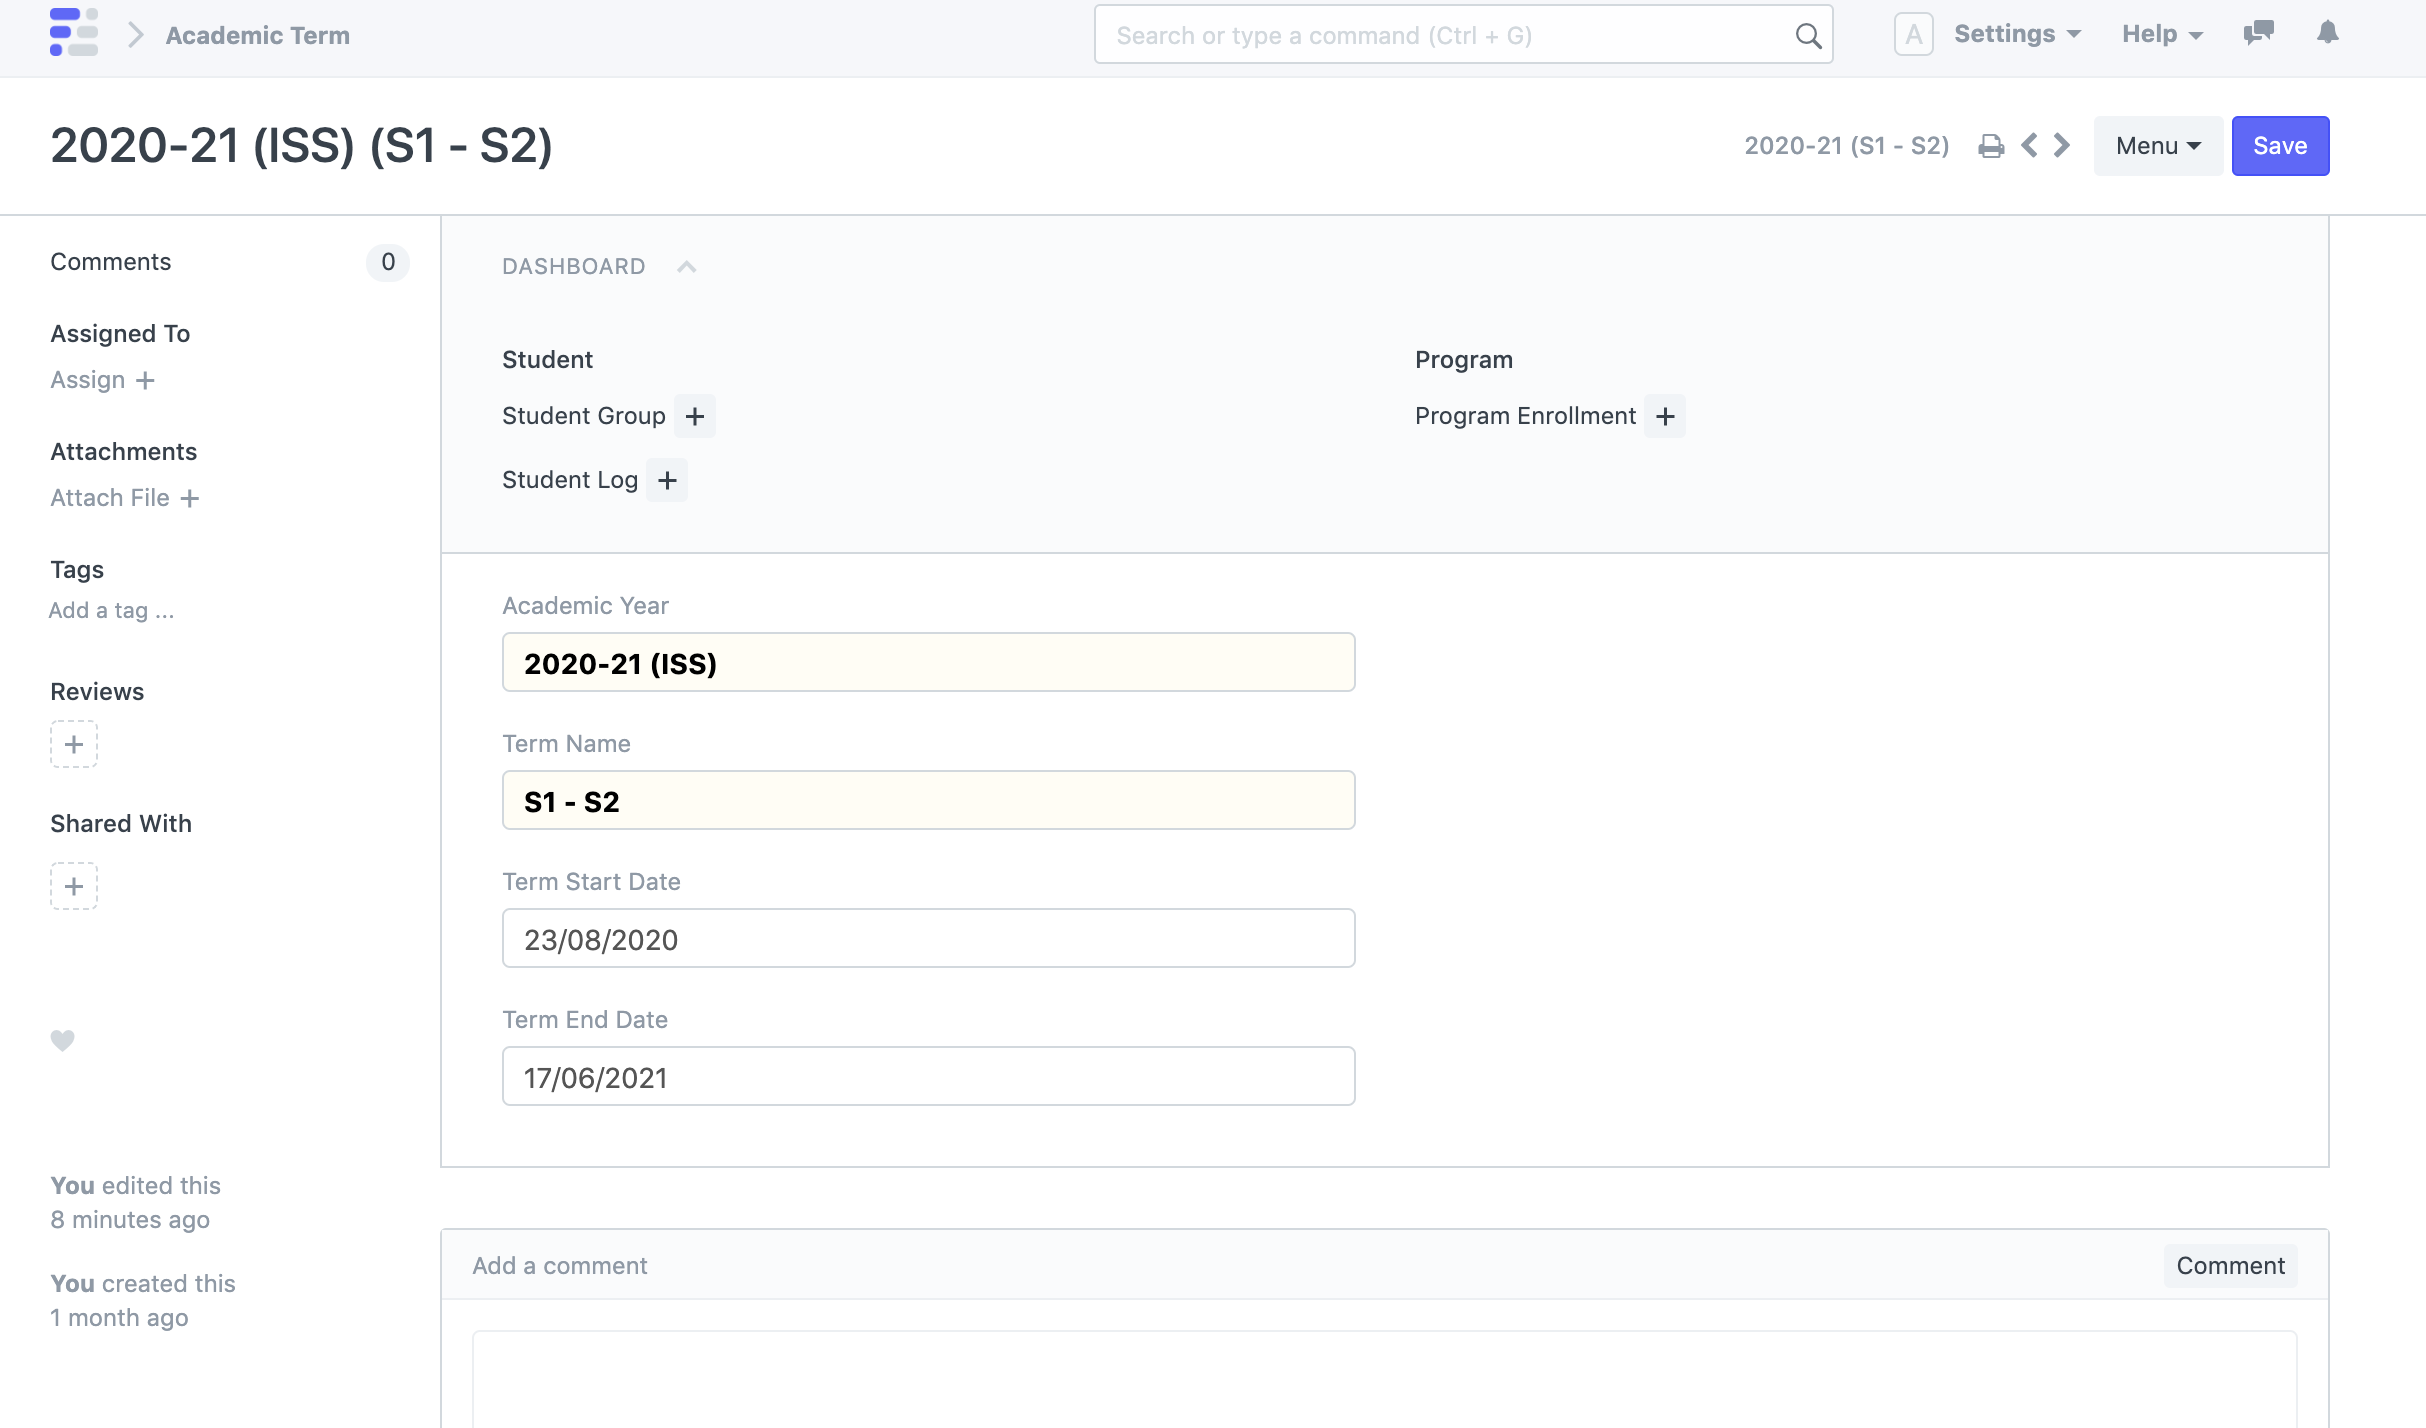 Academic Term
Search or type a command (Ctrl + G)
A
Settings
Help
2020-21 (ISS) (S1 - S2)
2020-21 (S1 - S2)
Menu
Save
Comments
0
Assigned To
Assign +
Attachments
Attach File +
Tags
Add a tag ...
Reviews
+
Shared With
+
You edited this
8 minutes ago
You created this
1 month ago
DASHBOARD
Student
Student Group +
Student Log +
Program
Program Enrollment +
Academic Year
2020-21 (ISS)
Term Name
S1 - S2
Term Start Date
23/08/2020
Term End Date
17/06/2021
Add a comment
Comment